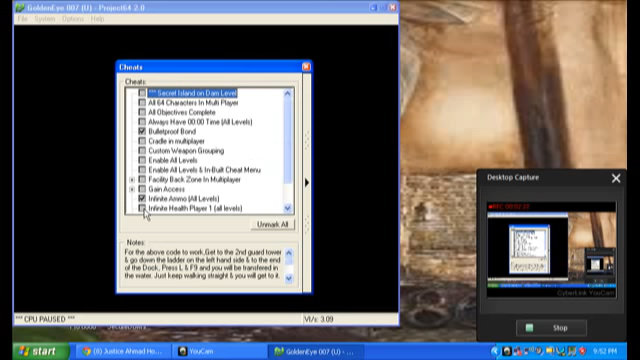 GoldenEye 007 (U) - Project64 2.0
File System Options Help
Cheats
Cheats:
*** Secret Island on Dam Level
All 64 Characters In Multi Player
All Objectives Complete
Always Have 00:00 Time (All Levels)
Bulletproof Bond
Cradle in multiplayer
Custom Weapon Grouping
Enable All Levels
Enable All Levels & In-Built Cheat Menu
Facility Back Zone In Multiplayer
Gain Access
Infinite Ammo (All Levels)
Infinite Health Player 1 (all levels)
Unmark All
Notes:
For the above code to work,Get to the 2nd guard tower
& go down the ladder on the left hand side & to the end
of the Dock, Press L & F9 and you will be transfered in
the water. Just keep walking straight & you will get to it.
*** CPU PAUSED ***
VI/s: 3.09
Desktop Capture
CyberLink YouCam
Stop
start
(8) Justice Ahmad Ho...
YouCam
GoldenEye 007 (U) - ...
9:52 PM